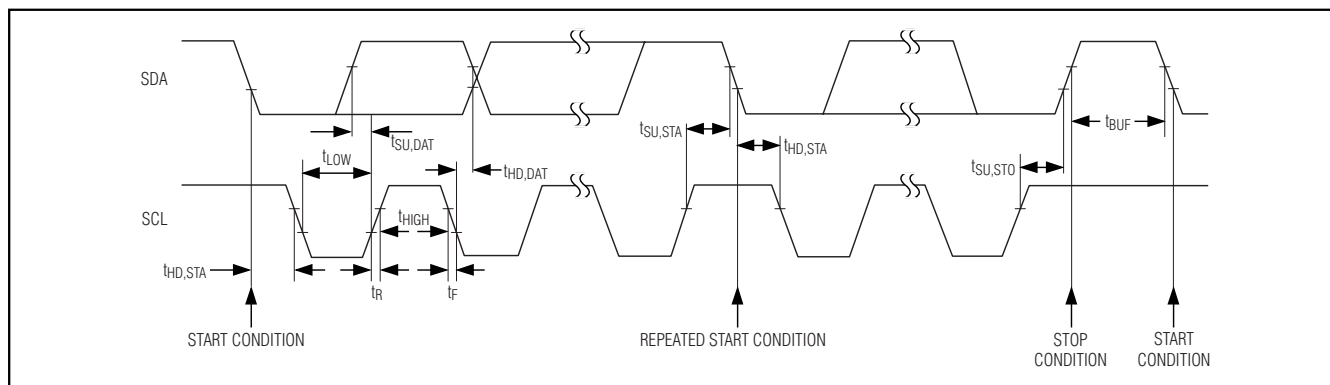 SDA
tSU,STA
tBUF
tSU,DAT
tLOW
tHD,STA
tHD,DAT
tSU,STO
SCL
tHIGH
tHD,STA
tR
tF
START CONDITION
REPEATED START CONDITION
STOP
CONDITION
START
CONDITION